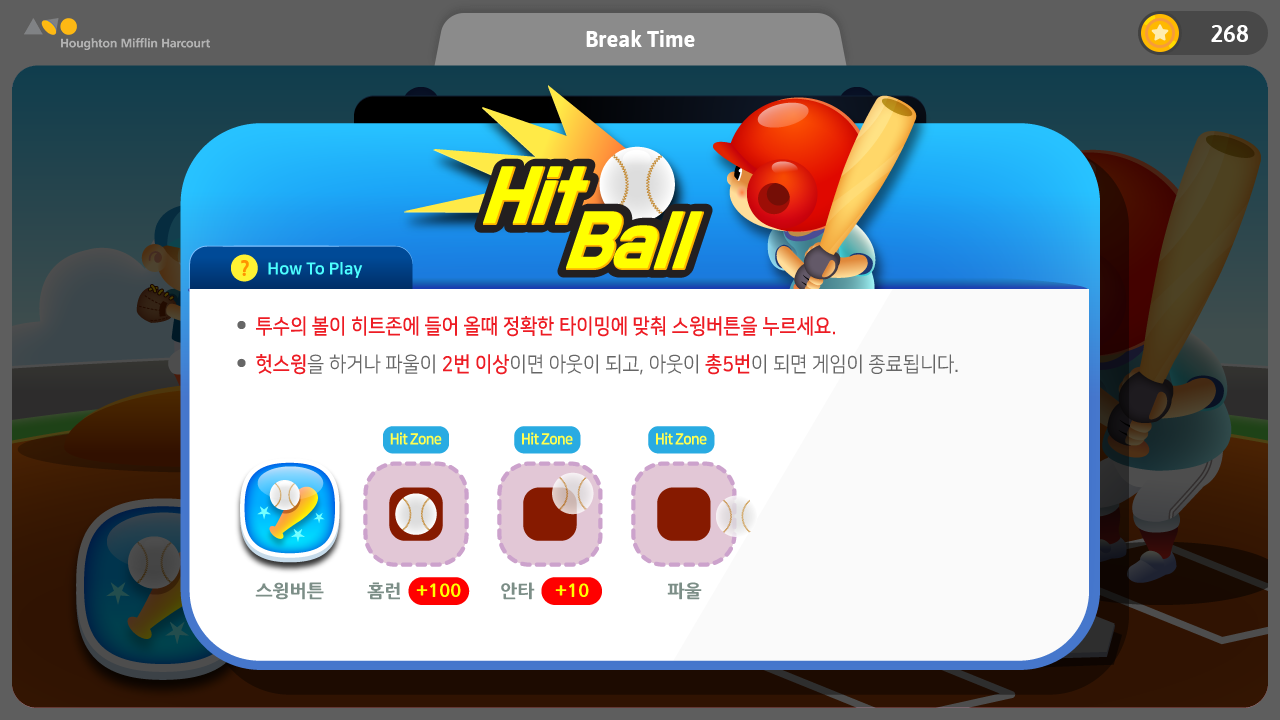 Houghton Mifflin Harcourt
Break Time
268
Hit
Ball
? How To Play
• 투수의 볼이 히트존에 들어 올때 정확한 타이밍에 맞춰 스윙버튼을 누르세요.
• 헛스윙을 하거나 파울이 2번 이상이면 아웃이 되고, 아웃이 총5번이 되면 게임이 종료됩니다.
Hit Zone Hit Zone Hit Zone
스윙버튼 홈런 +100 안타 +10 파울